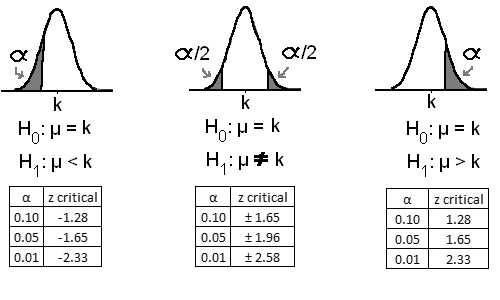 α
k
H0: µ = k
H1: µ < k
α z critical
0.10 -1.28
0.05 -1.65
0.01 -2.33
α/2 α/2
k
H0: µ = k
H1: µ ≠ k
α z critical
0.10 ± 1.65
0.05 ± 1.96
0.01 ± 2.58
α
k
H0: µ = k
H1: µ > k
α z critical
0.10 1.28
0.05 1.65
0.01 2.33